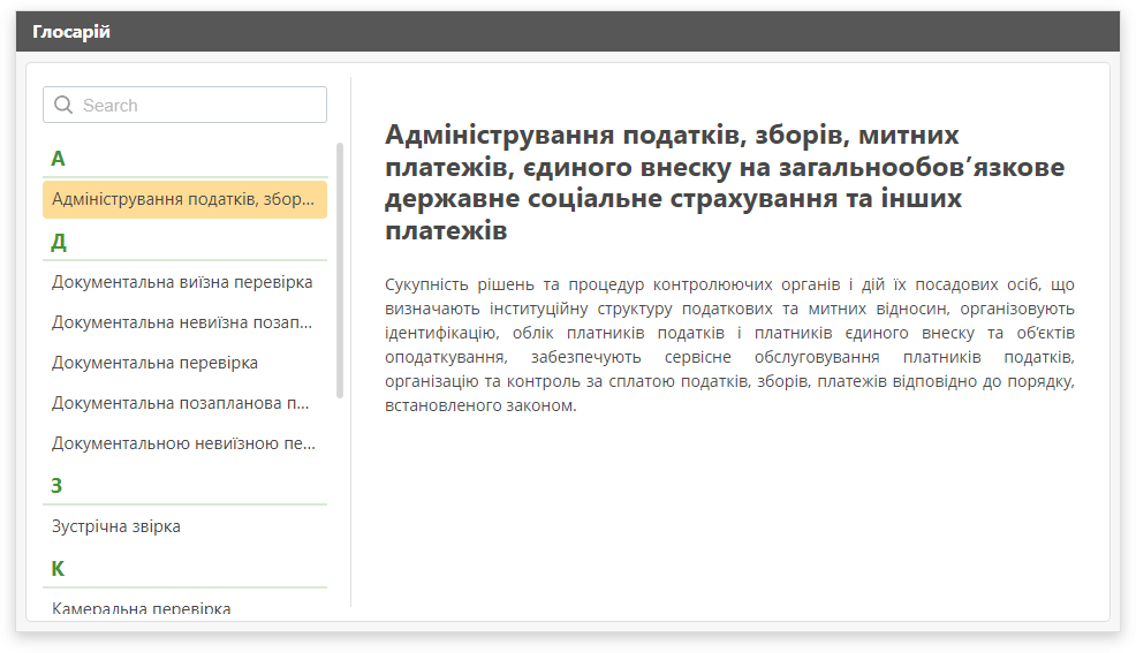 Глосарій
Search
А
Адміністрування податків, збор...
Д
Документальна виїзна перевірка
Документальна невиїзна позап...
Документальна перевірка
Документальна позапланова п...
Документальною невиїзною пе...
З
Зустрічна звірка
К
Камеральна перевірка
Адміністрування податків, зборів, митних
платежів, єдиного внеску на загальнообов’язкове
державне соціальне страхування та інших
платежів
Сукупність рішень та процедур контролюючих органів і дій їх посадових осіб, що
визначають інституційну структуру податкових та митних відносин, організовують
ідентифікацію, облік платників податків і платників єдиного внеску та об’єктів
оподаткування, забезпечують сервісне обслуговування платників податків,
організацію та контроль за сплатою податків, зборів, платежів відповідно до порядку,
встановленого законом.